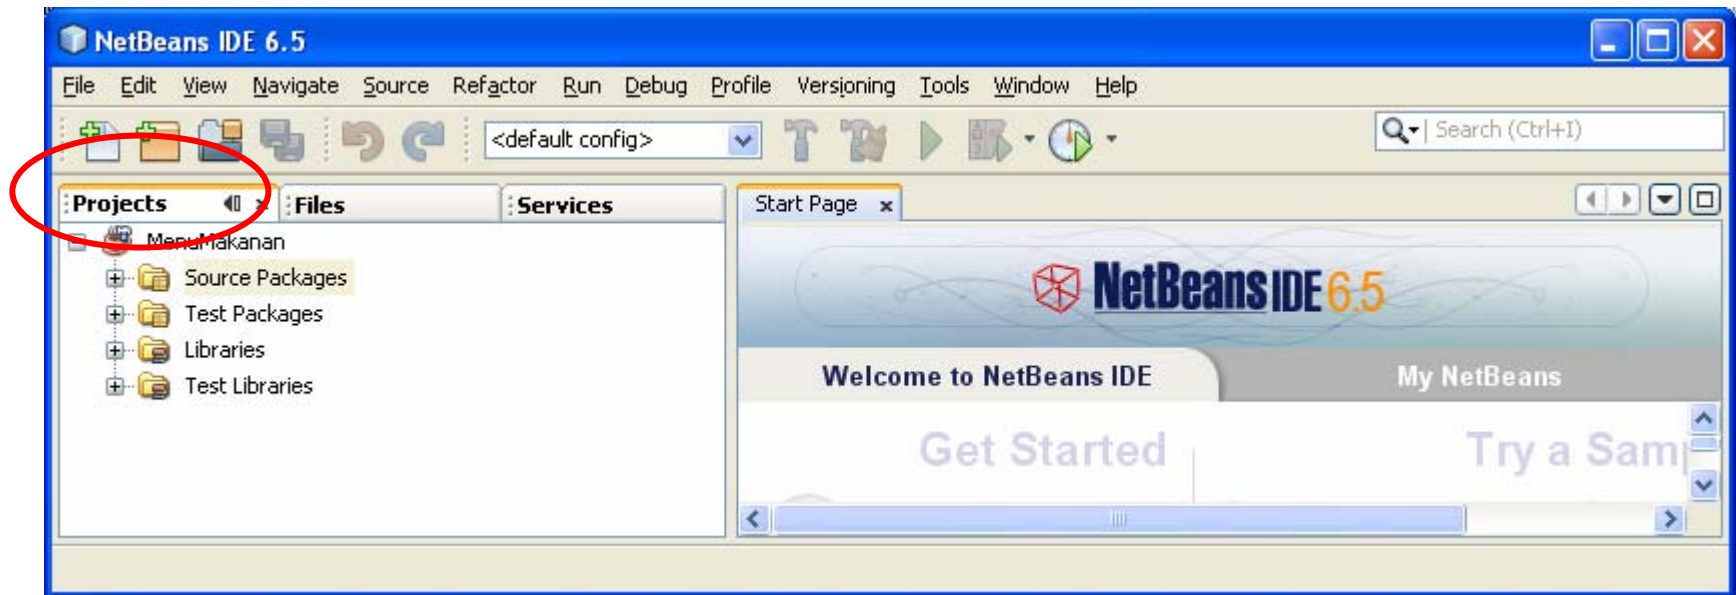 NetBeans IDE 6.5
File Edit View Navigate Source Refactor Run Debug Profile Versioning Tools Window Help
<default config>
Search (Ctrl+I)
Projects Files Services
Start Page
MenuMakanan
Source Packages
Test Packages
Libraries
Test Libraries
NetBeans IDE 6.5
Welcome to NetBeans IDE
My NetBeans
Get Started
Try a Sam